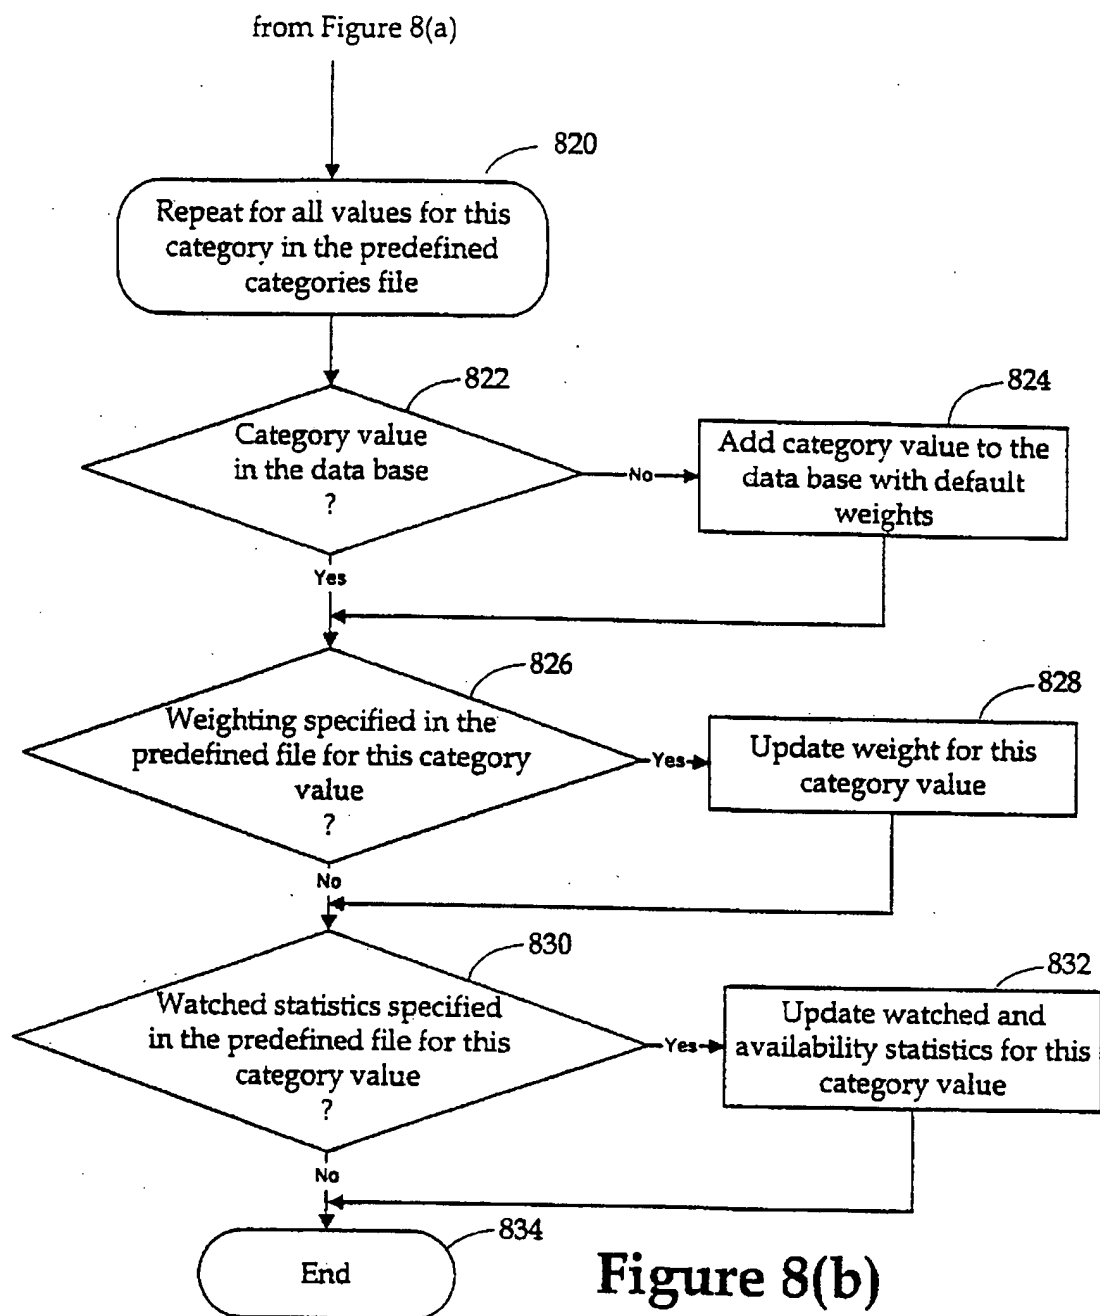 from Figure 8(a)
820
Repeat for all values for this
category in the predefined
categories file
822
Category value
in the data base
?
No
824
Add category value to the
data base with default
weights
Yes
826
Weighting specified in the
predefined file for this category
value
?
Yes
828
Update weight for this
category value
No
830
Watched statistics specified
in the predefined file for this
category value
?
Yes
832
Update watched and
availability statistics for this
category value
No
834
End
Figure 8(b)